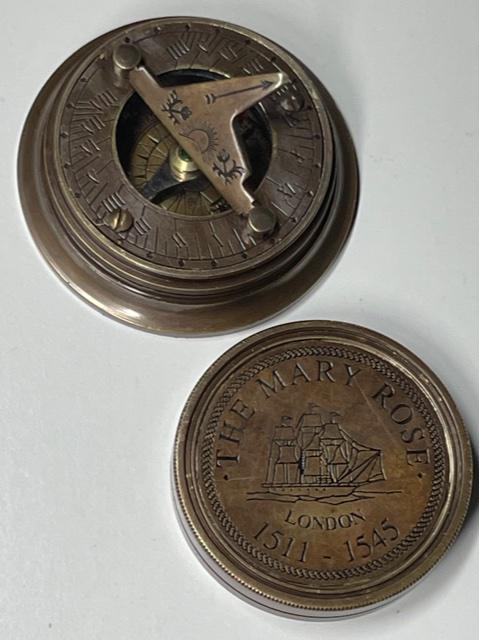 THE MARY ROSE
LONDON
1511 - 1545